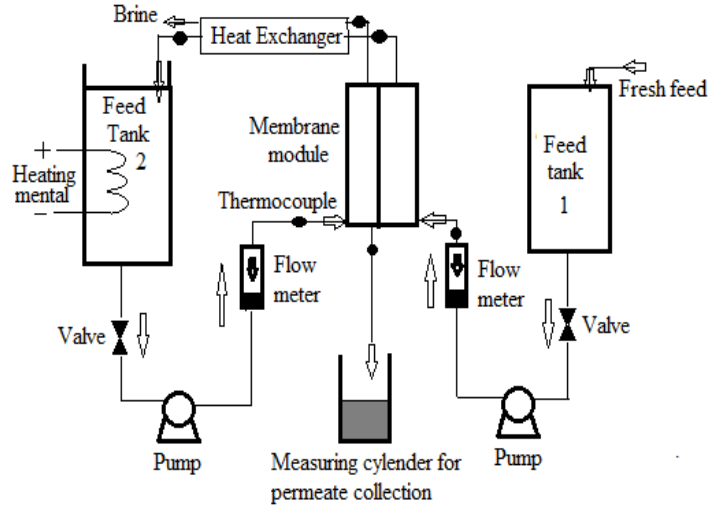 Brine
Heat Exchanger
Fresh feed
Feed
Tank
2
+
Heating
mental
−
Membrane
module
Feed
tank
1
Thermocouple
Flow
meter
Flow
meter
Valve
Valve
Pump
Measuring cylender for
permeate collection
Pump